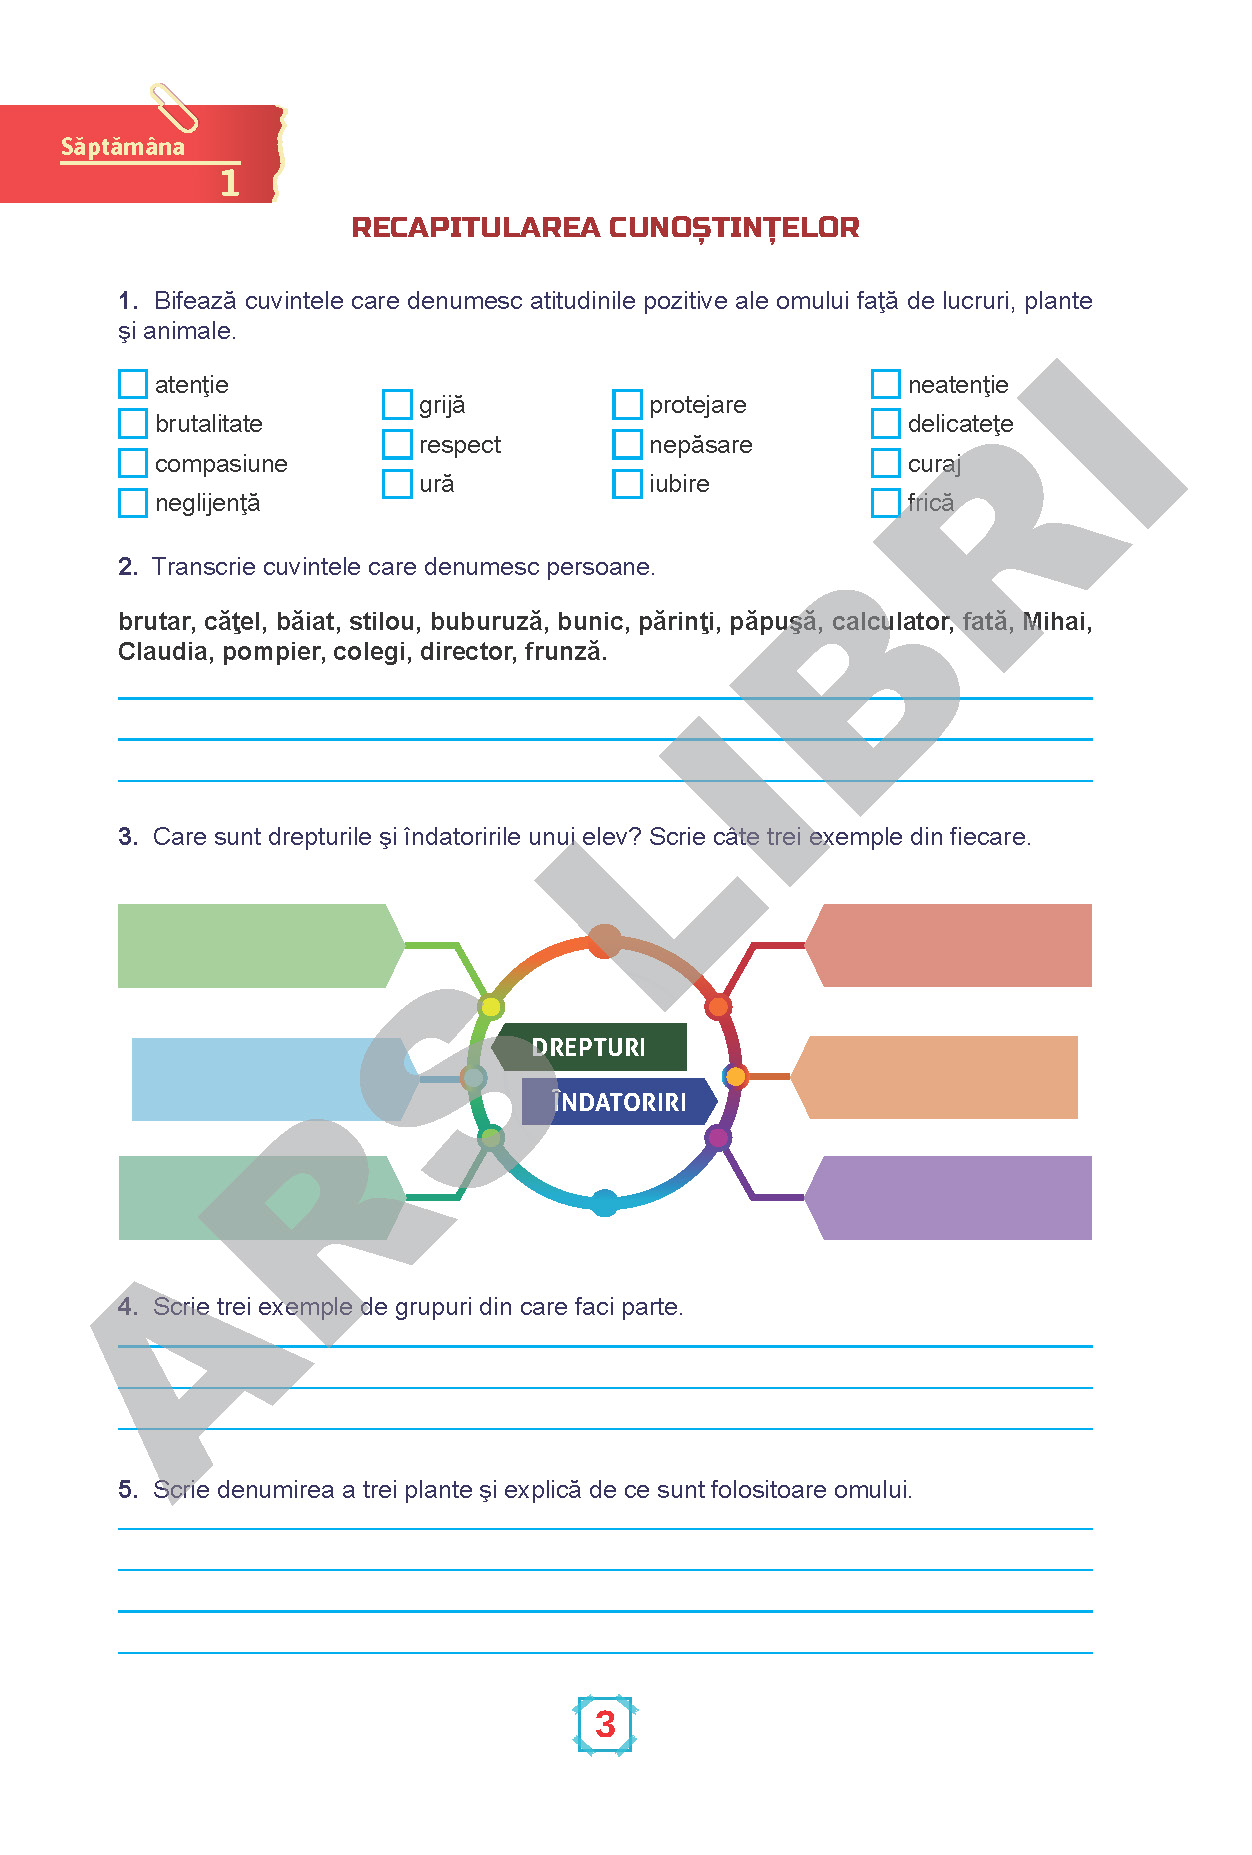 Săptămâna
1
RECAPITULAREA CUNOȘTINȚELOR
1. Bifează cuvintele care denumesc atitudinile pozitive ale omului faţă de lucruri, plante
şi animale.
atenţie
brutalitate
compasiune
neglijenţă
grijă
respect
ură
protejare
nepăsare
iubire
neatenţie
delicateţe
curaj
frică
2. Transcrie cuvintele care denumesc persoane.
brutar, căţel, băiat, stilou, buburuză, bunic, părinţi, păpuşă, calculator, fată, Mihai,
Claudia, pompier, colegi, director, frunză.
3. Care sunt drepturile şi îndatoririle unui elev? Scrie câte trei exemple din fiecare.
DREPTURI
ÎNDATORIRI
4. Scrie trei exemple de grupuri din care faci parte.
5. Scrie denumirea a trei plante şi explică de ce sunt folositoare omului.
3
ARS LIBRI